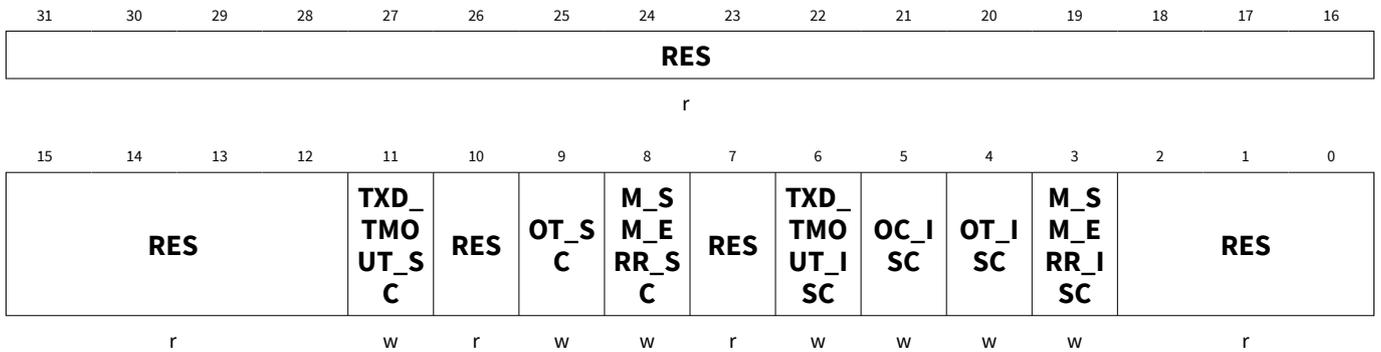 31 30 29 28 27 26 25 24 23 22 21 20 19 18 17 16
RES
r
15 14 13 12 11 10 9 8 7 6 5 4 3 2 1 0
RES
TXD_
TMO
UT_S
C
RES
OT_S
C
M_S
M_E
RR_S
C
RES
TXD_
TMO
UT_I
SC
OC_I
SC
OT_I
SC
M_S
M_E
RR_I
SC
RES
r w r w w r w w w w r